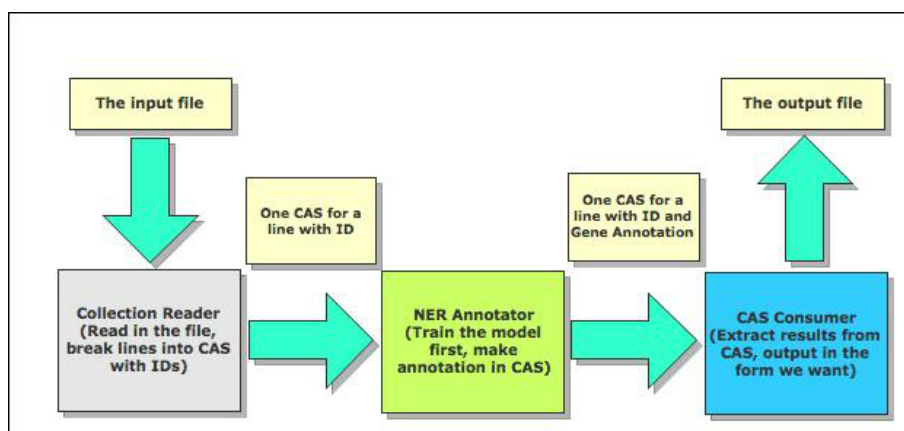 The input file
The output file
One CAS for a
line with ID
One CAS for a
line with ID and
Gene Annotation
Collection Reader
(Read in the file,
break lines into CAS
with IDs)
NER Annotator
(Train the model
first, make
annotation in CAS)
CAS Consumer
(Extract results from
CAS, output in the
form we want)